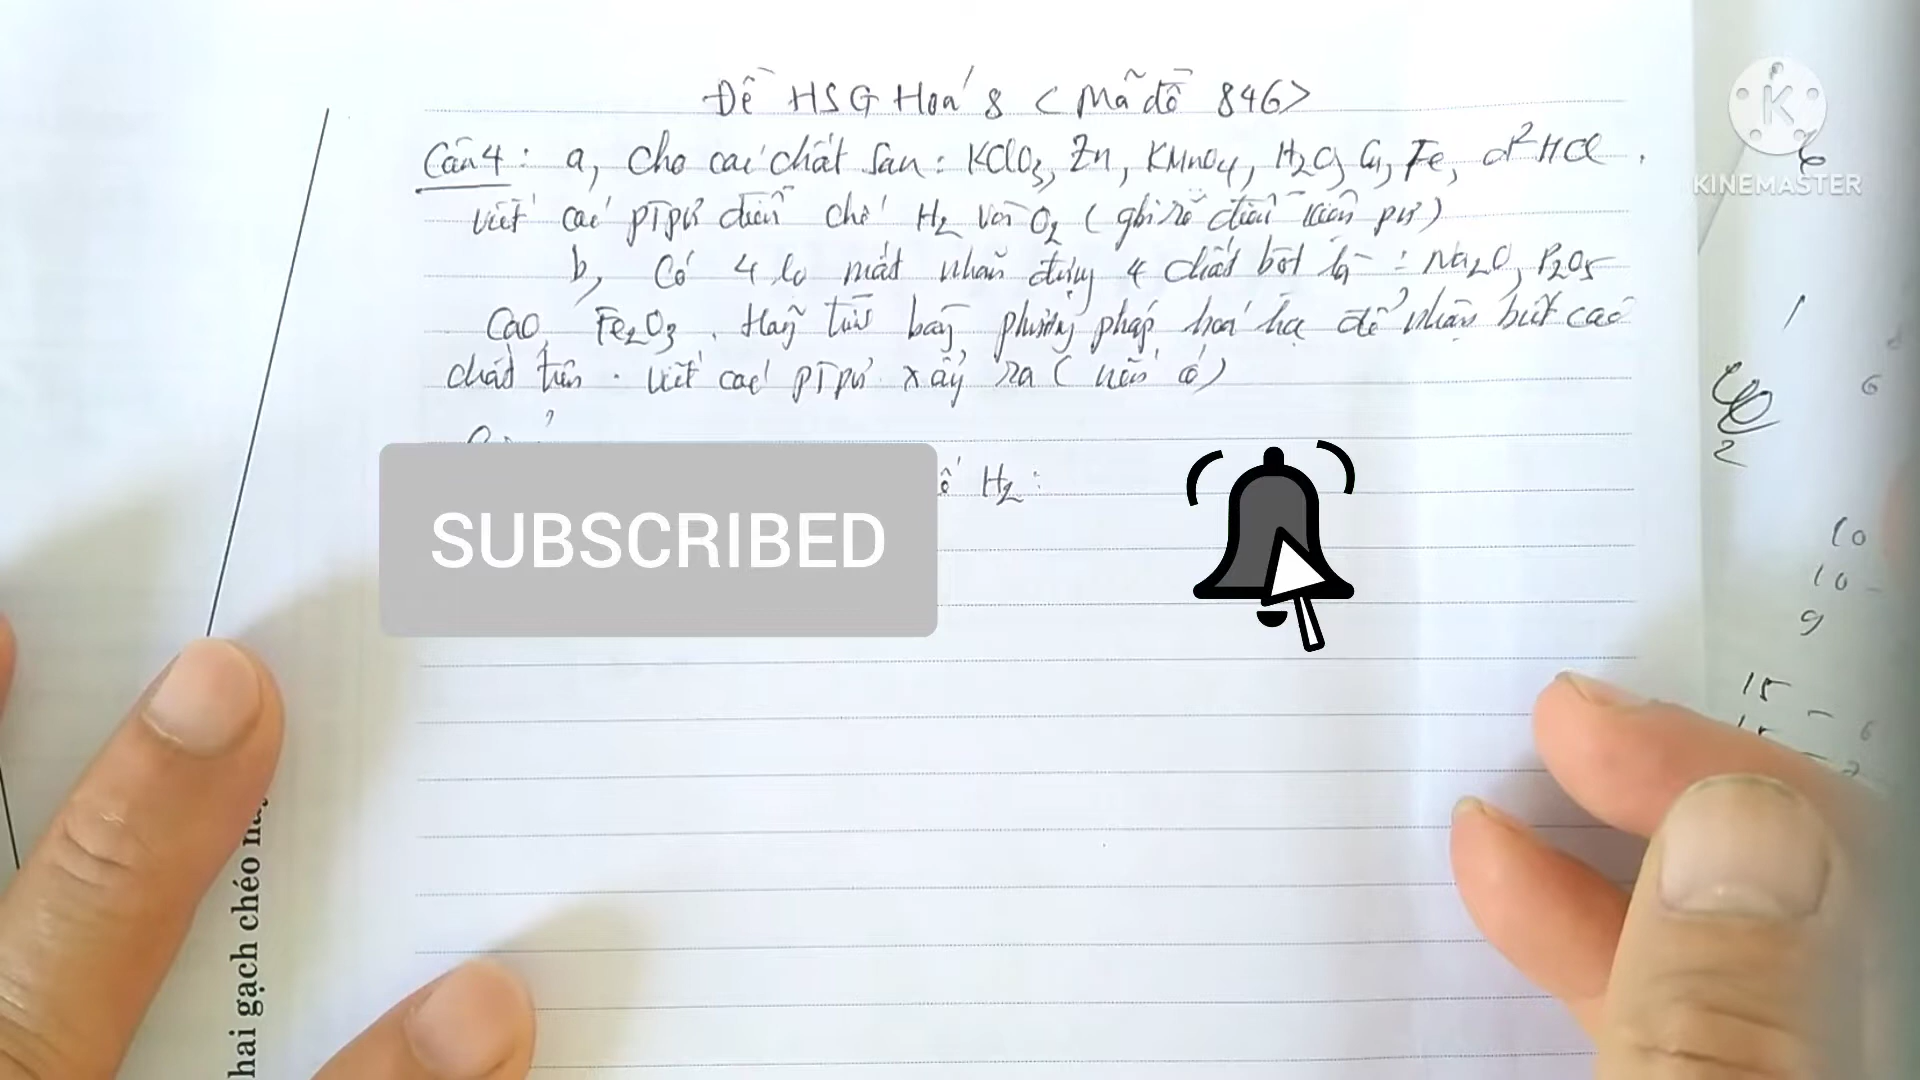 Đề HSG Hoá 8 < Mã đề 846>
Câu 4: a, Cho các chất sau: KClO3, Zn, KMnO4, H2O, Cu, Fe, d² HCl.
viết các ptpư điều chế H2 và O2 (ghi rõ điều kiện pư)
b, Có 4 lọ mất nhãn đựng 4 chất bột là: Na2O, P2O5
CaO, Fe2O3. Hãy trình bày phương pháp hoá học để nhận biết các
chất trên. viết các ptpư xảy ra (nếu có)
H2:
SUBSCRIBED
KINEMASTER
hai gạch chéo
6
2
10
10 -
9
15 - 6